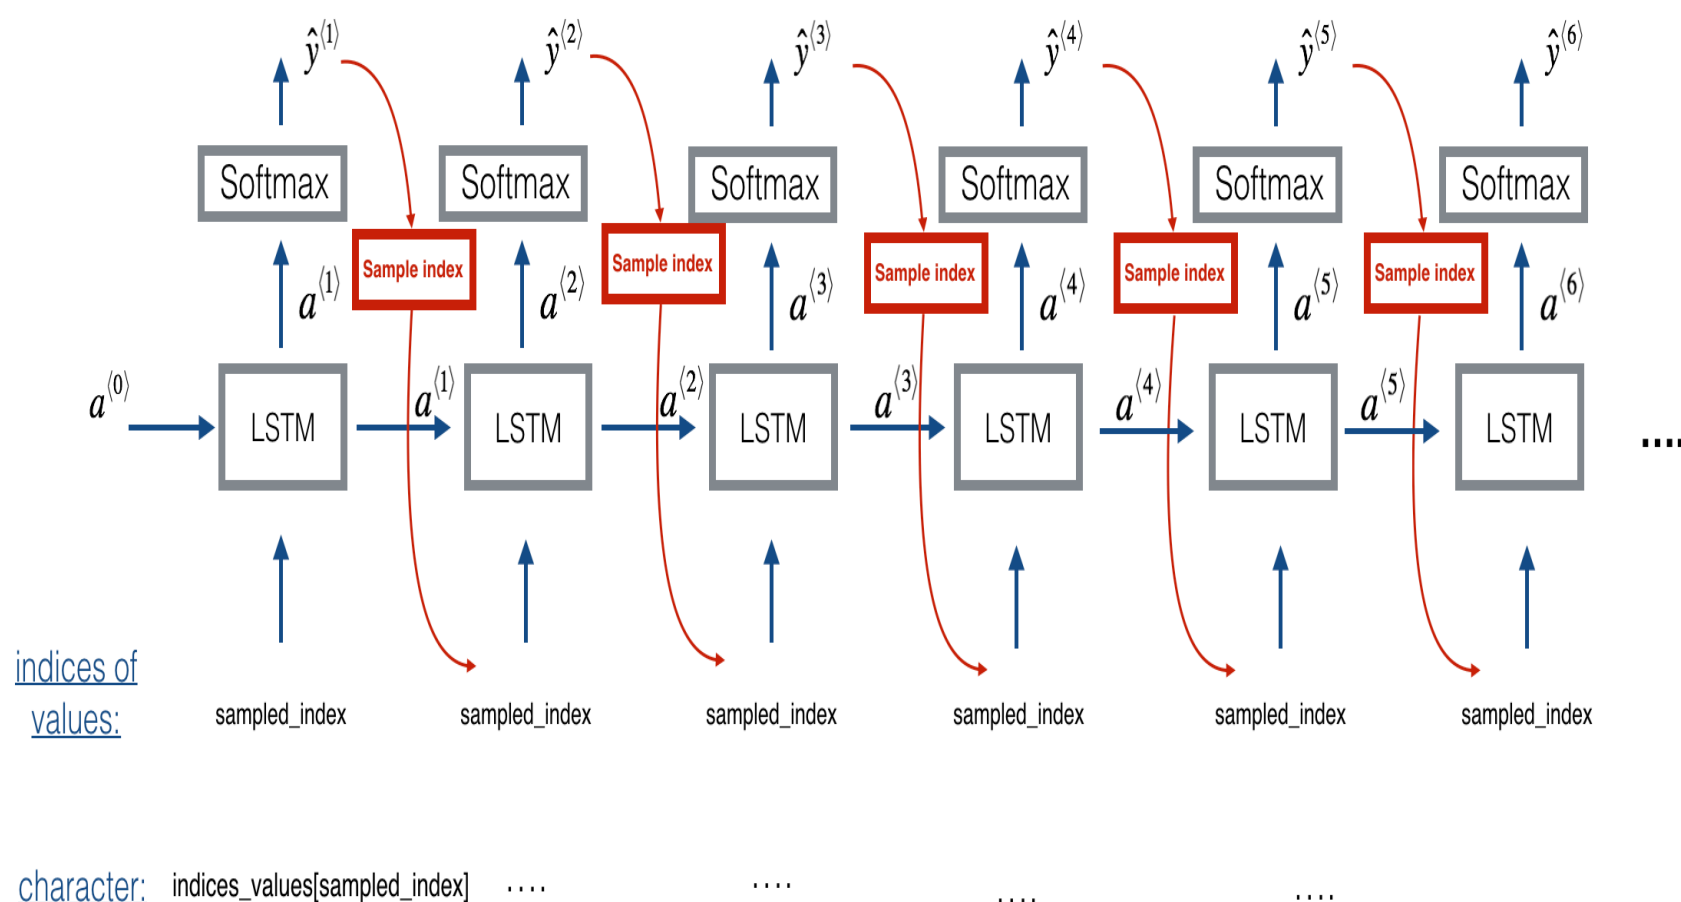 ŷ⟨1⟩ ŷ⟨2⟩ ŷ⟨3⟩ ŷ⟨4⟩ ŷ⟨5⟩ ŷ⟨6⟩
Softmax Softmax Softmax Softmax Softmax Softmax
Sample index Sample index Sample index Sample index Sample index
a⟨1⟩ a⟨2⟩ a⟨3⟩ a⟨4⟩ a⟨5⟩ a⟨6⟩
a⟨0⟩ a⟨1⟩ a⟨2⟩ a⟨3⟩ a⟨4⟩ a⟨5⟩
LSTM LSTM LSTM LSTM LSTM LSTM ....
indices of
values:
sampled_index sampled_index sampled_index sampled_index sampled_index sampled_index
character: indices_values[sampled_index] .... .... .... ....